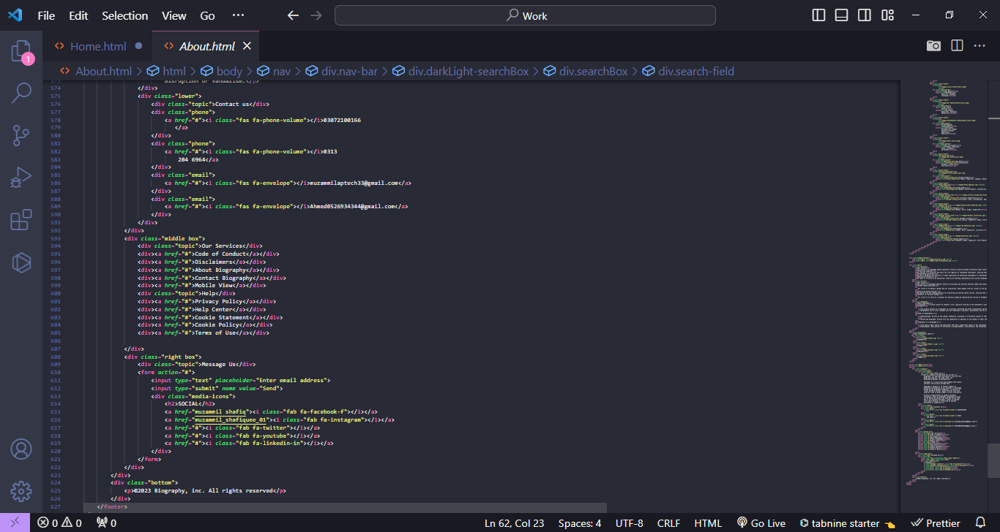 File Edit Selection View Go ··· Work
Home.html About.html
About.html > html > body > nav > div.nav-bar > div.darkLight-searchBox > div.searchBox > div.search-field
574 </div>
575 <div class="lower">
576 <div class="topic">Contact us</div>
577 <div class="phone">
578 <a href="#"><i class="fas fa-phone-volume"></i>03072100166
579 </a>
580 </div>
581 <div class="phone">
582 <a href="#"><i class="fas fa-phone-volume"></i>0313
583 204 6964</a>
584 </div>
585 <div class="email">
586 <a href="#"><i class="fas fa-envelope"></i>muzammilaptech33@gmail.com</a>
587 </div>
588 <div class="email">
589 <a href="#"><i class="fas fa-envelope"></i>Ahmed0526934344@gmail.com</a>
590 </div>
591 </div>
592 </div>
593 <div class="middle box">
594 <div class="topic">Our Services</div>
595 <div><a href="#">Code of Conduct</a></div>
596 <div><a href="#">Disclaimers</a></div>
597 <div><a href="#">About Biography</a></div>
598 <div><a href="#">Contact Biography</a></div>
599 <div><a href="#">Mobile View</a></div>
600 <div class="topic">Help</div>
601 <div><a href="#">Privacy Policy</a></div>
602 <div><a href="#">Help Center</a></div>
603 <div><a href="#">Cookie Statement</a></div>
604 <div><a href="#">Cookie Policy</a></div>
605 <div><a href="#">Terms of Use</a></div>
606
607 </div>
608 <div class="right box">
609 <div class="topic">Message Us</div>
610 <form action="#">
611 <input type="text" placeholder="Enter email address">
612 <input type="submit" name value="Send">
613 <div class="media-icons">
614 <h2>SOCIAL</h2>
615 <a href="muzammil shafiq"><i class="fab fa-facebook-f"></i></a>
616 <a href="muzammil_shafiquee_01"><i class="fab fa-instagram"></i></a>
617 <a href="#"><i class="fab fa-twitter"></i></a>
618 <a href="#"><i class="fab fa-youtube"></i></a>
619 <a href="#"><i class="fab fa-linkedin-in"></i></a>
620 </div>
621 </form>
622 </div>
623 </div>
624 <div class="bottom">
625 <p>©2023 Biography, inc. All rights reserved</p>
626 </div>
627 </footer>
1
0 0 0 Ln 62, Col 23 Spaces: 4 UTF-8 CRLF HTML Go Live tabnine starter Prettier